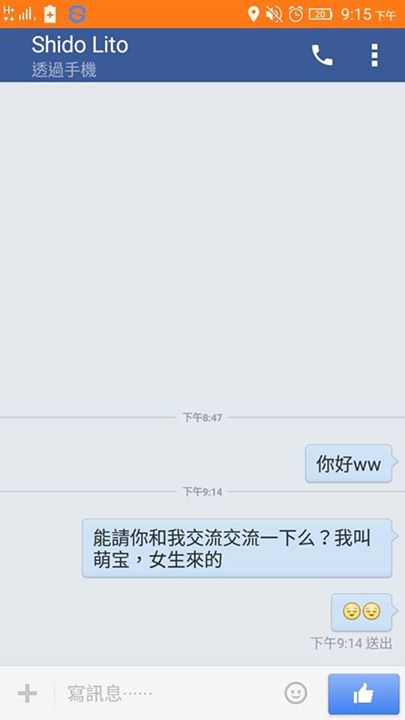 H+
20
9:15 下午
Shido Lito
透過手機
下午8:47
你好ww
下午9:14
能請你和我交流交流一下么？我叫
萌宝，女生來的
下午9:14 送出
寫訊息……